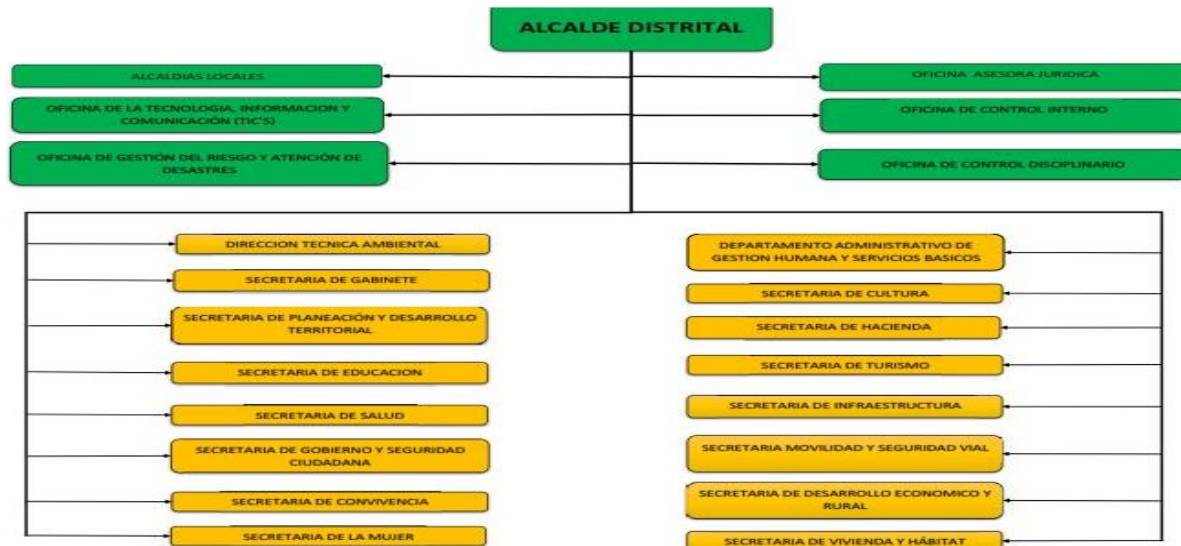 ALCALDE DISTRITAL
ALCALDIAS LOCALES
OFICINA ASESORA JURIDICA
OFICINA DE LA TECNOLOGIA, INFORMACION Y
COMUNICACIÓN (TIC'S)
OFICINA DE CONTROL INTERNO
OFICINA DE GESTIÓN DEL RIESGO Y ATENCIÓN DE
DESASTRES
OFICINA DE CONTROL DISCIPLINARIO
DIRECCION TECNICA AMBIENTAL
SECRETARIA DE GABINETE
SECRETARIA DE PLANEACIÓN Y DESARROLLO
TERRITORIAL
SECRETARIA DE EDUCACION
SECRETARIA DE SALUD
SECRETARIA DE GOBIERNO Y SEGURIDAD
CIUDADANA
SECRETARIA DE CONVIVENCIA
SECRETARIA DE LA MUJER
DEPARTAMENTO ADMINISTRATIVO DE
GESTION HUMANA Y SERVICIOS BASICOS
SECRETARIA DE CULTURA
SECRETARIA DE HACIENDA
SECRETARIA DE TURISMO
SECRETARIA DE INFRAESTRUCTURA
SECRETARIA MOVILIDAD Y SEGURIDAD VIAL
SECRETARIA DE DESARROLLO ECONOMICO Y
RURAL
SECRETARIA DE VIVIENDA Y HÁBITAT